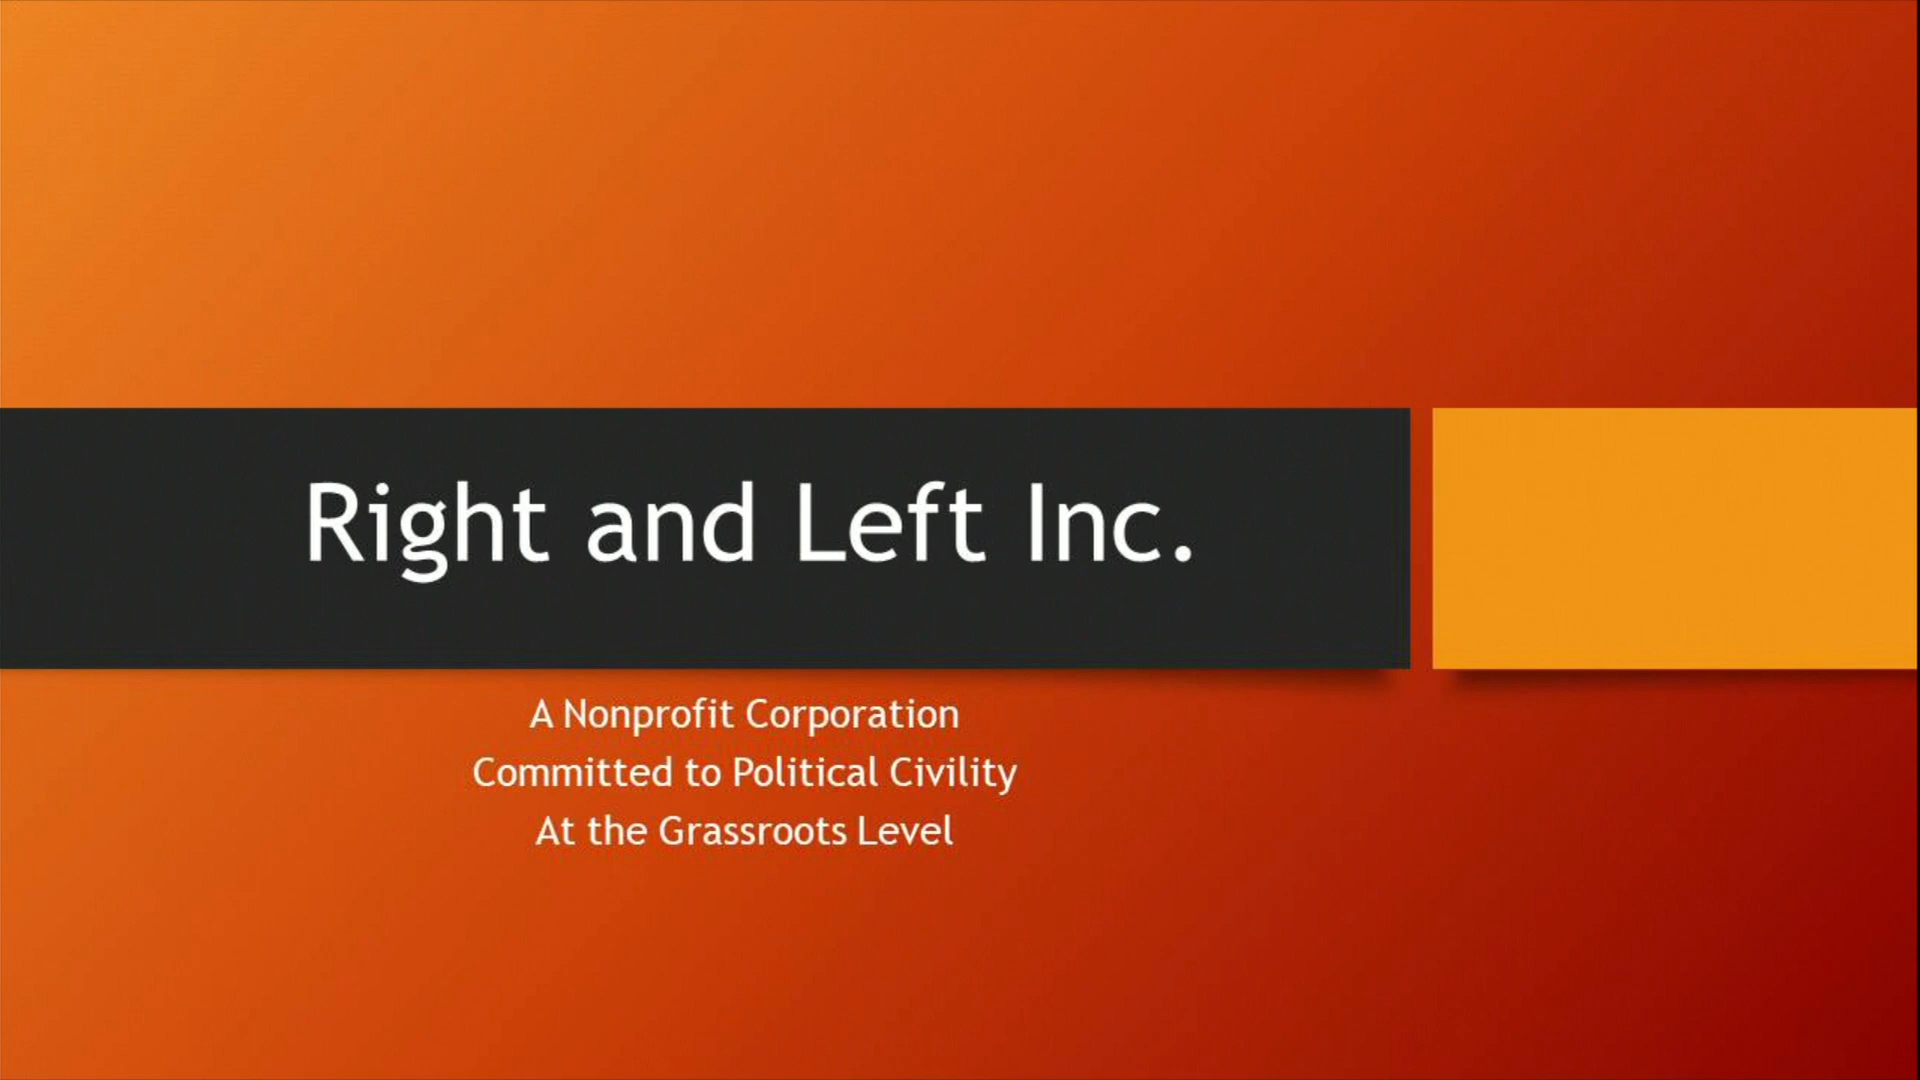 Right and Left Inc.
A Nonprofit Corporation
Committed to Political Civility
At the Grassroots Level